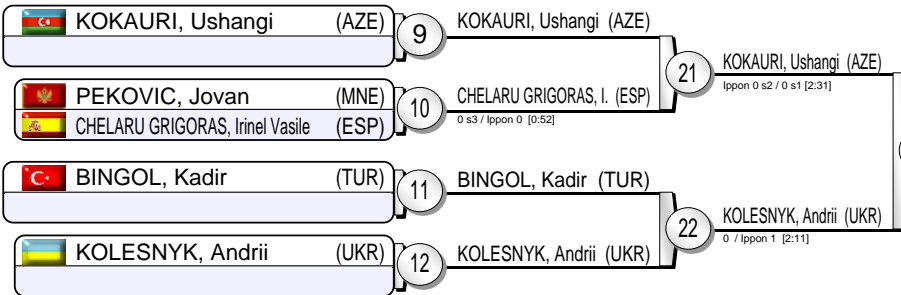 KOKAURI, Ushangi (AZE)
9
KOKAURI, Ushangi (AZE)
21
KOKAURI, Ushangi (AZE)
Ippon 0 s2 / 0 s1 [2:31]
PEKOVIC, Jovan (MNE)
CHELARU GRIGORAS, Irinel Vasile (ESP)
10
CHELARU GRIGORAS, I. (ESP)
0 s3 / Ippon 0 [0:52]
BINGOL, Kadir (TUR)
11
BINGOL, Kadir (TUR)
22
KOLESNYK, Andrii (UKR)
0 / Ippon 1 [2:11]
KOLESNYK, Andrii (UKR)
12
KOLESNYK, Andrii (UKR)